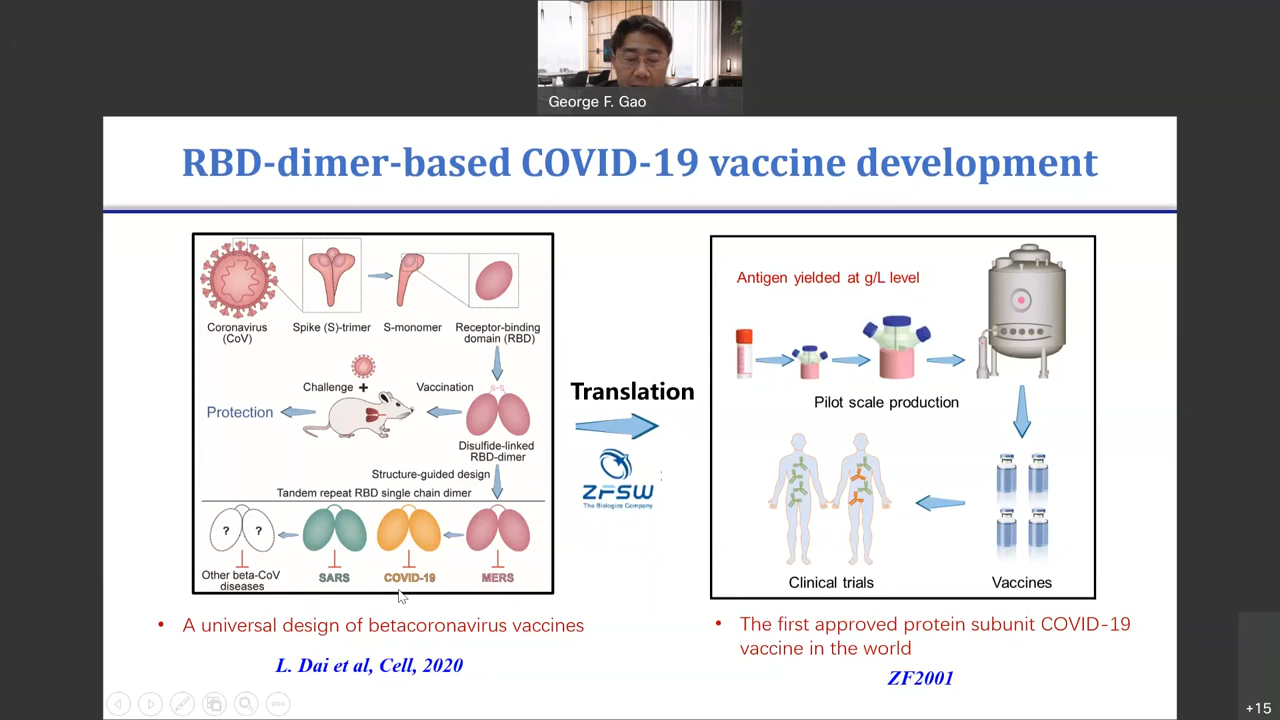 George F. Gao
RBD-dimer-based COVID-19 vaccine development
Coronavirus
(CoV)
Spike (S)-trimer
S-monomer
Receptor-binding
domain (RBD)
Challenge +
Vaccination
S-S
Protection
Disulfide-linked
RBD-dimer
Structure-guided design
Tandem repeat RBD single chain dimer
? ?
Other beta-CoV
diseases
SARS
COVID-19
MERS
Translation
ZFSW
The Biologics Company
Antigen yielded at g/L level
Pilot scale production
Clinical trials
Vaccines
• A universal design of betacoronavirus vaccines
L. Dai et al, Cell, 2020
• The first approved protein subunit COVID-19
vaccine in the world
ZF2001
+15